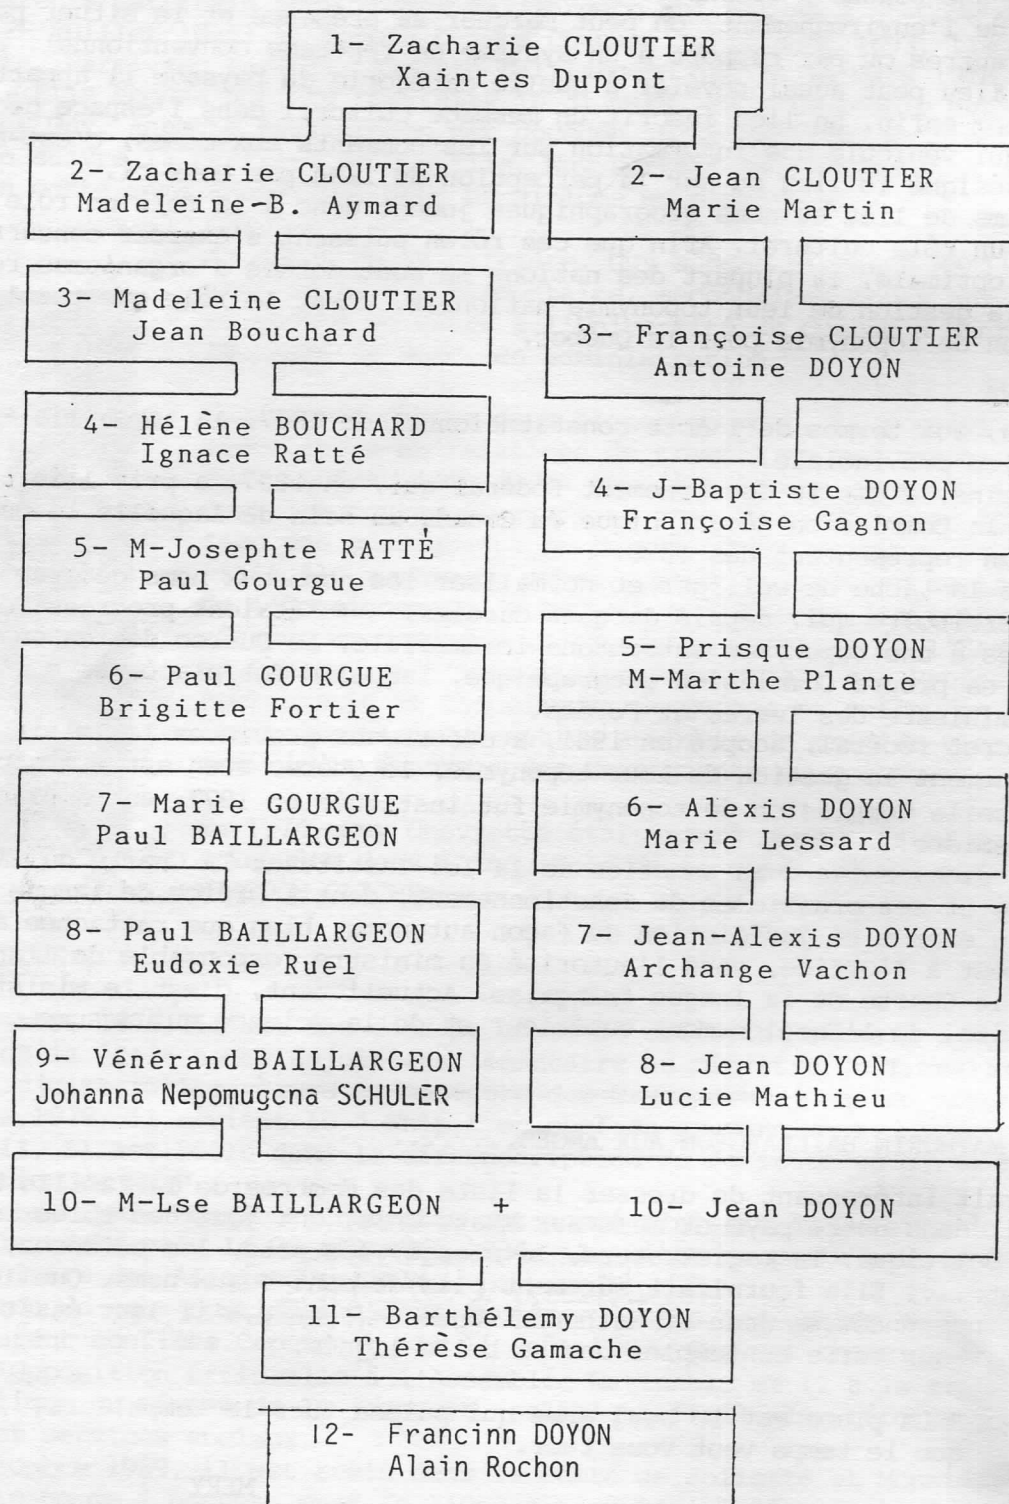 1- Zacharie CLOUTIER
Xaintes Dupont
2- Zacharie CLOUTIER
Madeleine-B. Aymard
2- Jean CLOUTIER
Marie Martin
3- Madeleine CLOUTIER
Jean Bouchard
3- Françoise CLOUTIER
Antoine DOYON
4- Hélène BOUCHARD
Ignace Ratté
4- J-Baptiste DOYON
Françoise Gagnon
5- M-Josephte RATTÉ
Paul Gourgue
5- Prisque DOYON
M-Marthe Plante
6- Paul GOURGUE
Brigitte Fortier
6- Alexis DOYON
Marie Lessard
7- Marie GOURGUE
Paul BAILLARGEON
7- Jean-Alexis DOYON
Archange Vachon
8- Paul BAILLARGEON
Eudoxie Ruel
8- Jean DOYON
Lucie Mathieu
9- Vénérand BAILLARGEON
Johanna Nepomugcna SCHULER
10- M-Lse BAILLARGEON + 10- Jean DOYON
11- Barthélemy DOYON
Thérèse Gamache
12- Francinn DOYON
Alain Rochon